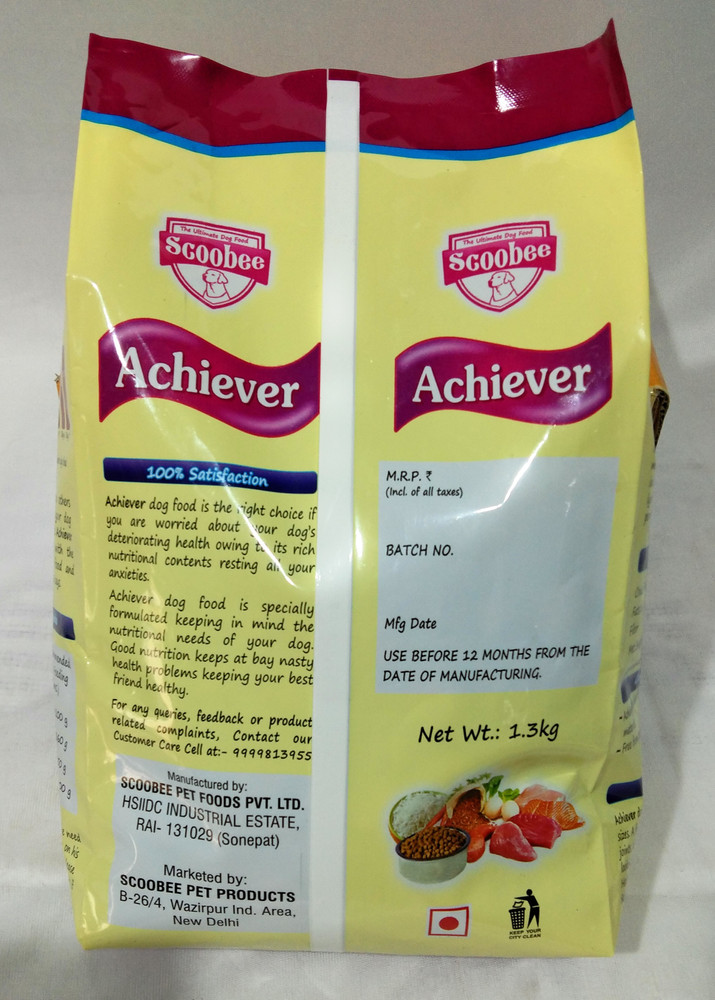 The Ultimate Dog Food
Scoobee
Achiever
100% Satisfaction
Achiever dog food is the right choice if
you are worried about your dog's
deteriorating health owing to its rich
nutritional contents resting all your
anxieties.
Achiever dog food is specially
formulated keeping in mind the
nutritional needs of your dog.
Good nutrition keeps at bay nasty
health problems keeping your best
friend healthy.
For any queries, feedback or product
related complaints, Contact our
Customer Care Cell at:- 9999813955
Manufactured by:
SCOOBEE PET FOODS PVT. LTD.
HSIIDC INDUSTRIAL ESTATE,
RAI- 131029 (Sonepat)
Marketed by:
SCOOBEE PET PRODUCTS
B-26/4, Wazirpur Ind. Area,
New Delhi
The Ultimate Dog Food
Scoobee
Achiever
M.R.P. ₹
(Incl. of all taxes)
BATCH NO.
Mfg Date
USE BEFORE 12 MONTHS FROM THE
DATE OF MANUFACTURING.
Net Wt.: 1.3kg
KEEP YOUR
CITY CLEAN